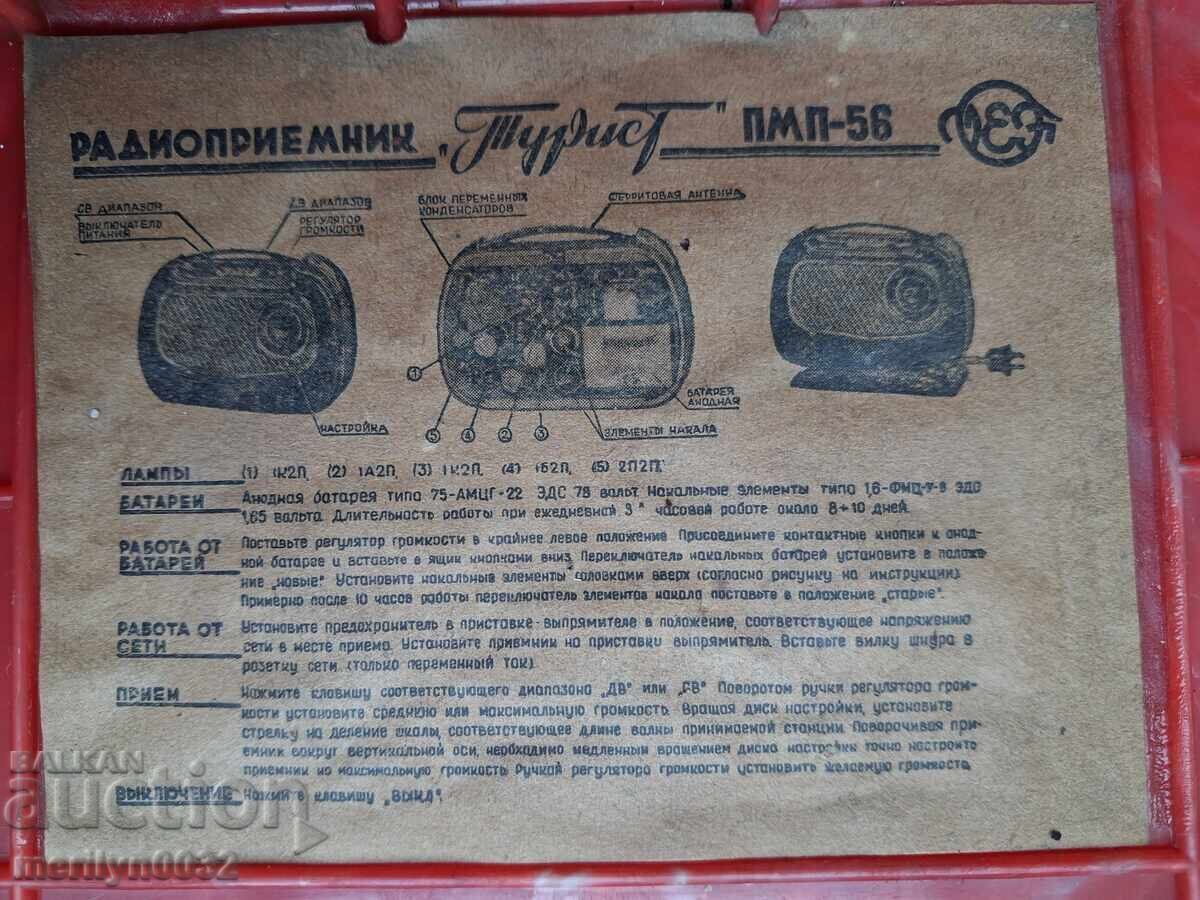 РАДИОПРИЕМНИК „Турист" ПМП-56
СВ ДИАПАЗОН
ДВ ДИАПАЗОН
ВЫКЛЮЧАТЕЛЬ
ПИТАНИЯ
РЕГУЛЯТОР
ГРОМКОСТИ
БЛОК ПЕРЕМЕННЫХ
КОНДЕНСАТОРОВ
ФЕРРИТОВАЯ АНТЕННА
НАСТРОЙКА
1
5 4 2 3
ЭЛЕМЕНТЫ НАКАЛА
БАТАРЕЯ
АНОДНАЯ
ЛАМПЫ (1) 1К2П, (2) 1А2П, (3) 1К2П, (4) 1Б2П, (5) 2П2П.
БАТАРЕИ Анодная батарея типа 75-АМЦГ-22 ЭДС 78 вольт Накальные элементы типа 1,6-ФМЦ-У-8 ЭДС
1,65 вольта. Длительность работы при ежедневной 3х часовой работе около 8÷10 дней.
РАБОТА ОТ БАТАРЕЙ Поставьте регулятор громкости в крайнее левое положение. Присоедините контактные кнопки к анод-
ной батарее и вставьте в ящик кнопками вниз. Переключатель накальных батарей установите в положе-
ние „новые". Установите накальные элементы головками вверх (согласно рисунку на инструкции).
Примерно после 10 часов работы переключатель элементов накала поставьте в положение „старые".
РАБОТА ОТ СЕТИ Установите предохранитель в приставке-выпрямителе в положение, соответствующее напряжению
сети в месте приема. Установите приемник на приставку выпрямитель. Вставьте вилку шнура в
розетку сети (только переменный ток).
ПРИЕМ Нажмите клавишу соответствующего диапазона „ДВ" или „СВ" Поворотом ручки регулятора гром-
кости установите среднюю или максимальную громкость. Вращая диск настройки, установите
стрелку на деление шкалы, соответствующее длине волны принимаемой станции Поворачивая при-
емник вокруг вертикальной оси, необходимо медленным вращением диска настройки точно настроить
приемник на максимальную громкость Ручкой регулятора громкости установить желаемую громкость.
ВЫКЛЮЧЕНИЕ Нажмите клавишу „ВЫКЛ".
BALKAN
auction
merilyn0032